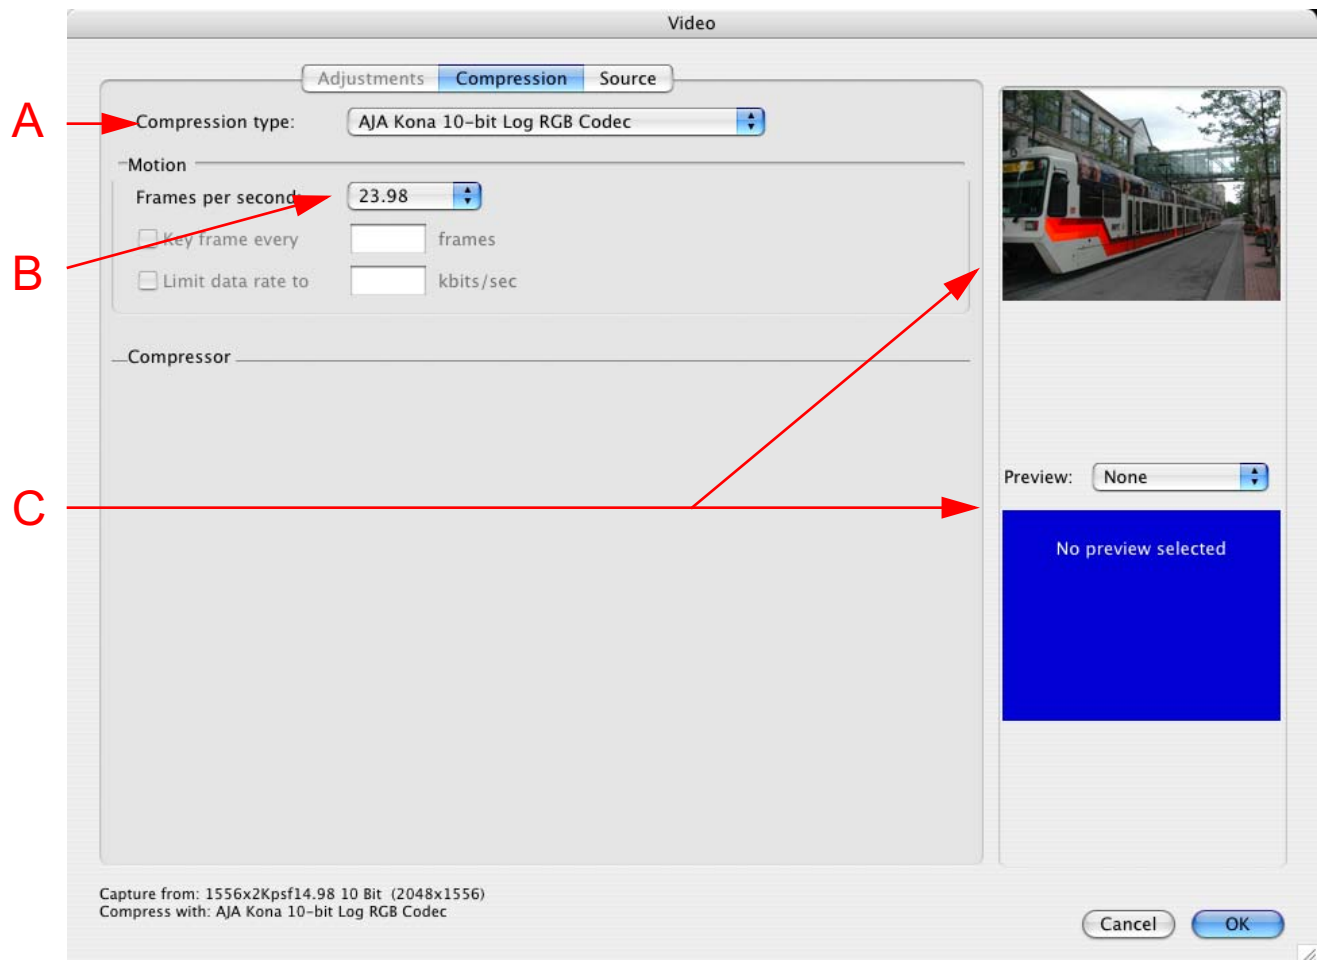 Video
Adjustments Compression Source
A
Compression type: AJA Kona 10-bit Log RGB Codec
Motion
Frames per second: 23.98
Key frame every frames
B
Limit data rate to kbits/sec
Compressor
Preview: None
C
No preview selected
Capture from: 1556x2Kpsf14.98 10 Bit (2048x1556)
Compress with: AJA Kona 10-bit Log RGB Codec
Cancel OK